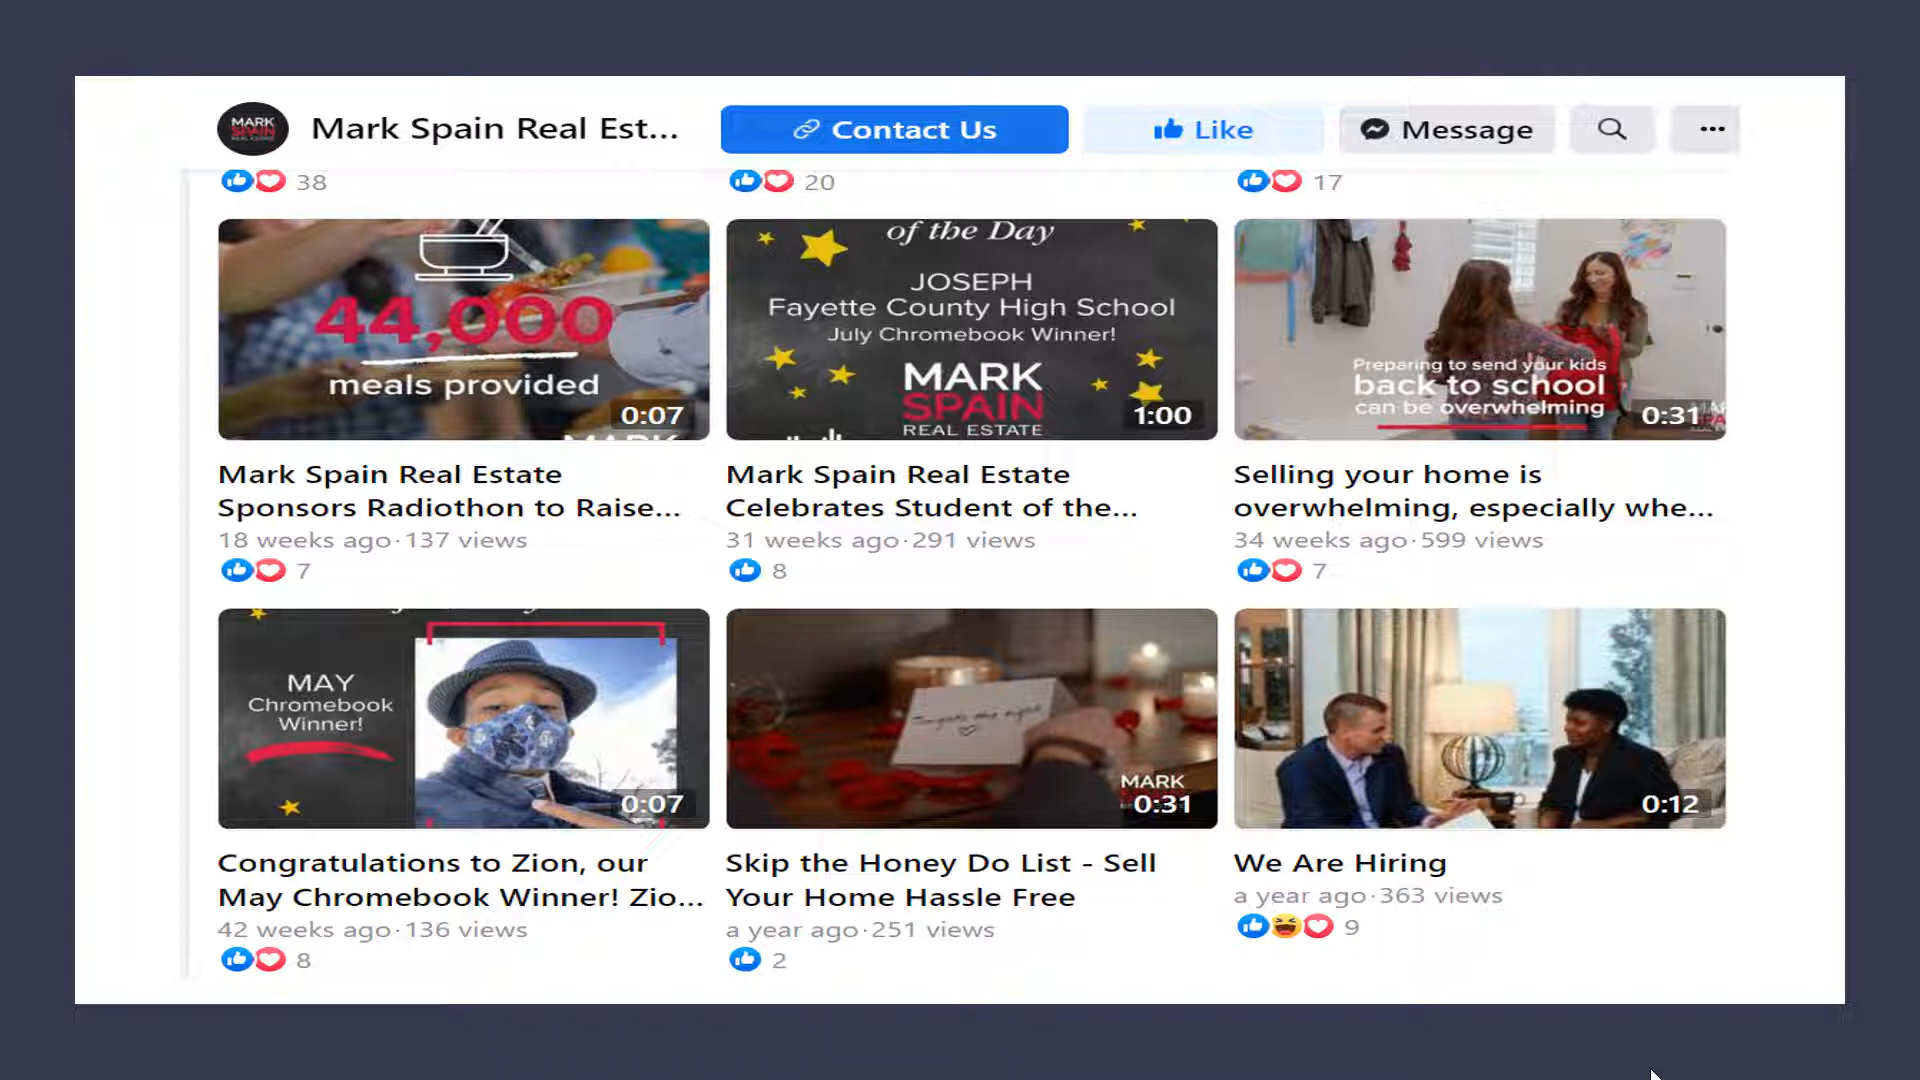 MARK
SPAIN
REAL ESTATE
Mark Spain Real Est...
Contact Us
Like
Message
38
20
17
44,000
meals provided
0:07
MARK
of the Day
JOSEPH
Fayette County High School
July Chromebook Winner!
MARK
SPAIN
REAL ESTATE
1:00
Preparing to send your kids
back to school
can be overwhelming
0:31
Mark Spain Real Estate
Sponsors Radiothon to Raise...
18 weeks ago·137 views
7
Mark Spain Real Estate
Celebrates Student of the...
31 weeks ago·291 views
8
Selling your home is
overwhelming, especially whe...
34 weeks ago·599 views
7
MAY
Chromebook
Winner!
0:07
MARK
0:31
0:12
Congratulations to Zion, our
May Chromebook Winner! Zio...
42 weeks ago·136 views
8
Skip the Honey Do List - Sell
Your Home Hassle Free
a year ago·251 views
2
We Are Hiring
a year ago·363 views
9